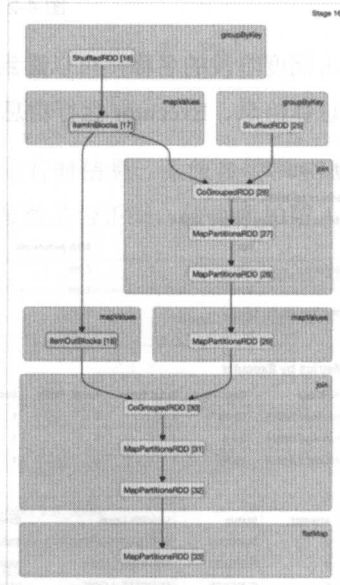 Stage 16
groupByKey
ShuffledRDD [16]
mapValues
groupByKey
itemInBlocks [17]
ShuffledRDD [25]
join
CoGroupedRDD [26]
MapPartitionsRDD [27]
MapPartitionsRDD [28]
mapValues
mapValues
itemOutBlocks [18]
MapPartitionsRDD [29]
join
CoGroupedRDD [30]
MapPartitionsRDD [31]
MapPartitionsRDD [32]
flatMap
MapPartitionsRDD [33]